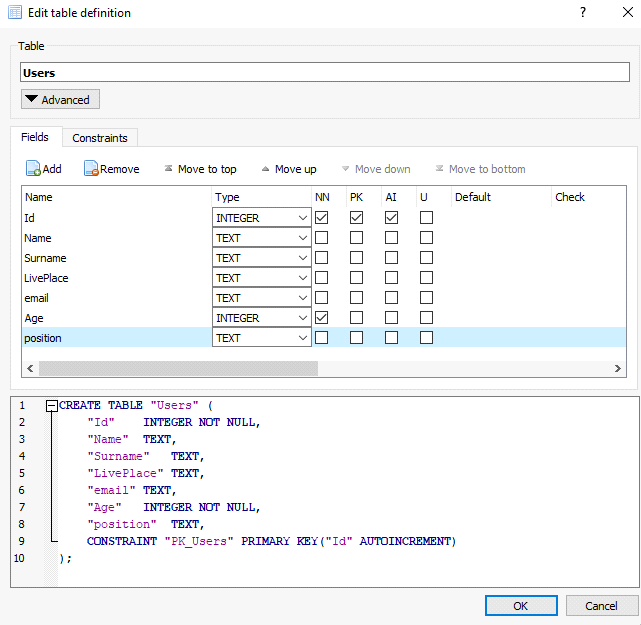 Edit table definition ?
Table
Users
Advanced
Fields Constraints
Add Remove Move to top Move up Move down Move to bottom
Name Type NN PK AI U Default Check
Id INTEGER
Name TEXT
Surname TEXT
LivePlace TEXT
email TEXT
Age INTEGER
position TEXT
1 CREATE TABLE "Users" (
2 "Id" INTEGER NOT NULL,
3 "Name" TEXT,
4 "Surname" TEXT,
5 "LivePlace" TEXT,
6 "email" TEXT,
7 "Age" INTEGER NOT NULL,
8 "position" TEXT,
9 CONSTRAINT "PK_Users" PRIMARY KEY("Id" AUTOINCREMENT)
10 );
OK Cancel